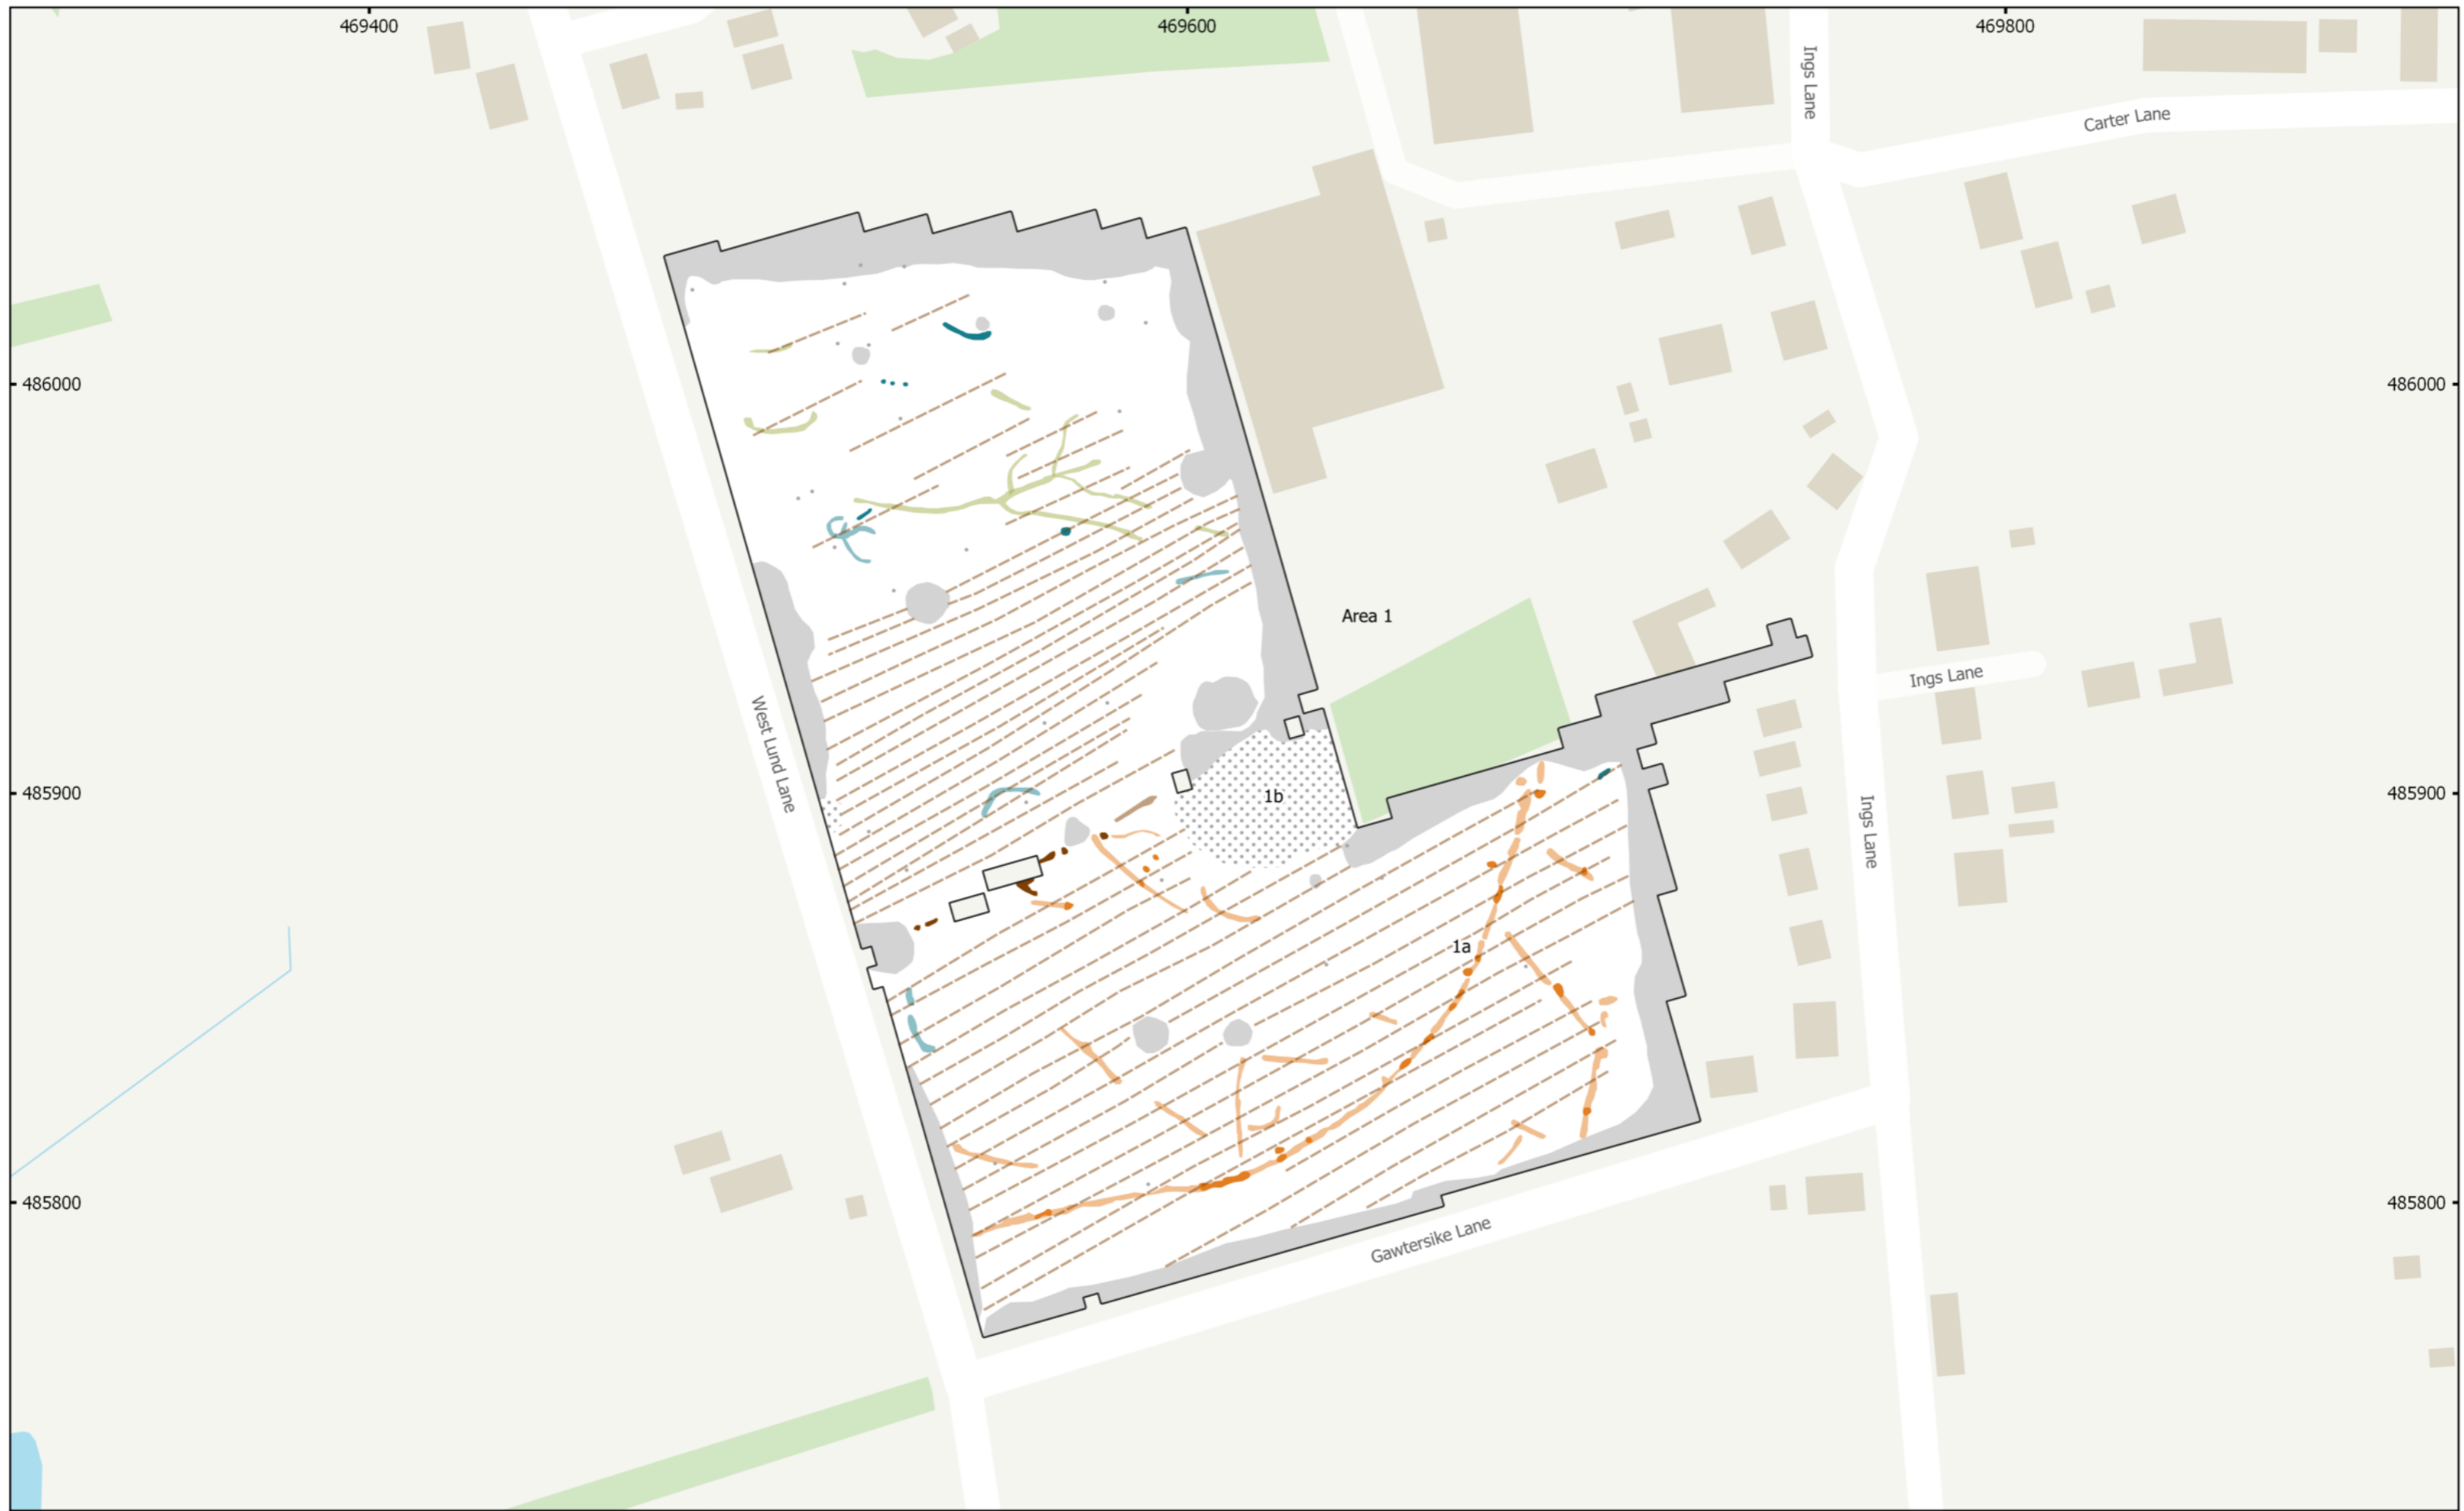 469400
469600
469800
Ings Lane
Carter Lane
486000
486000
Area 1
Ings Lane
West Lund Lane
485900
1b
485900
Ings Lane
1a
485800
485800
Gawtersike Lane